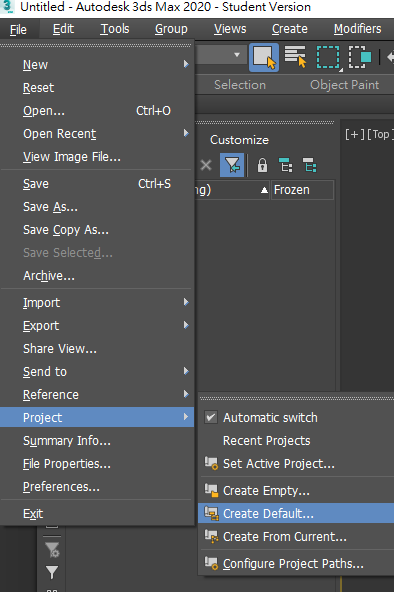 3 Untitled - Autodesk 3ds Max 2020 - Student Version
File Edit Tools Group Views Create Modifiers
Selection Object Paint
New
Reset
Open... Ctrl+O
Open Recent
View Image File...
Save Ctrl+S
Save As...
Save Copy As...
Save Selected...
Archive...
Import
Export
Share View...
Send to
Reference
Project
Summary Info...
File Properties...
Preferences...
Exit
Customize
Frozen
[+][Top]
Automatic switch
Recent Projects
Set Active Project...
Create Empty...
Create Default...
Create From Current...
Configure Project Paths...